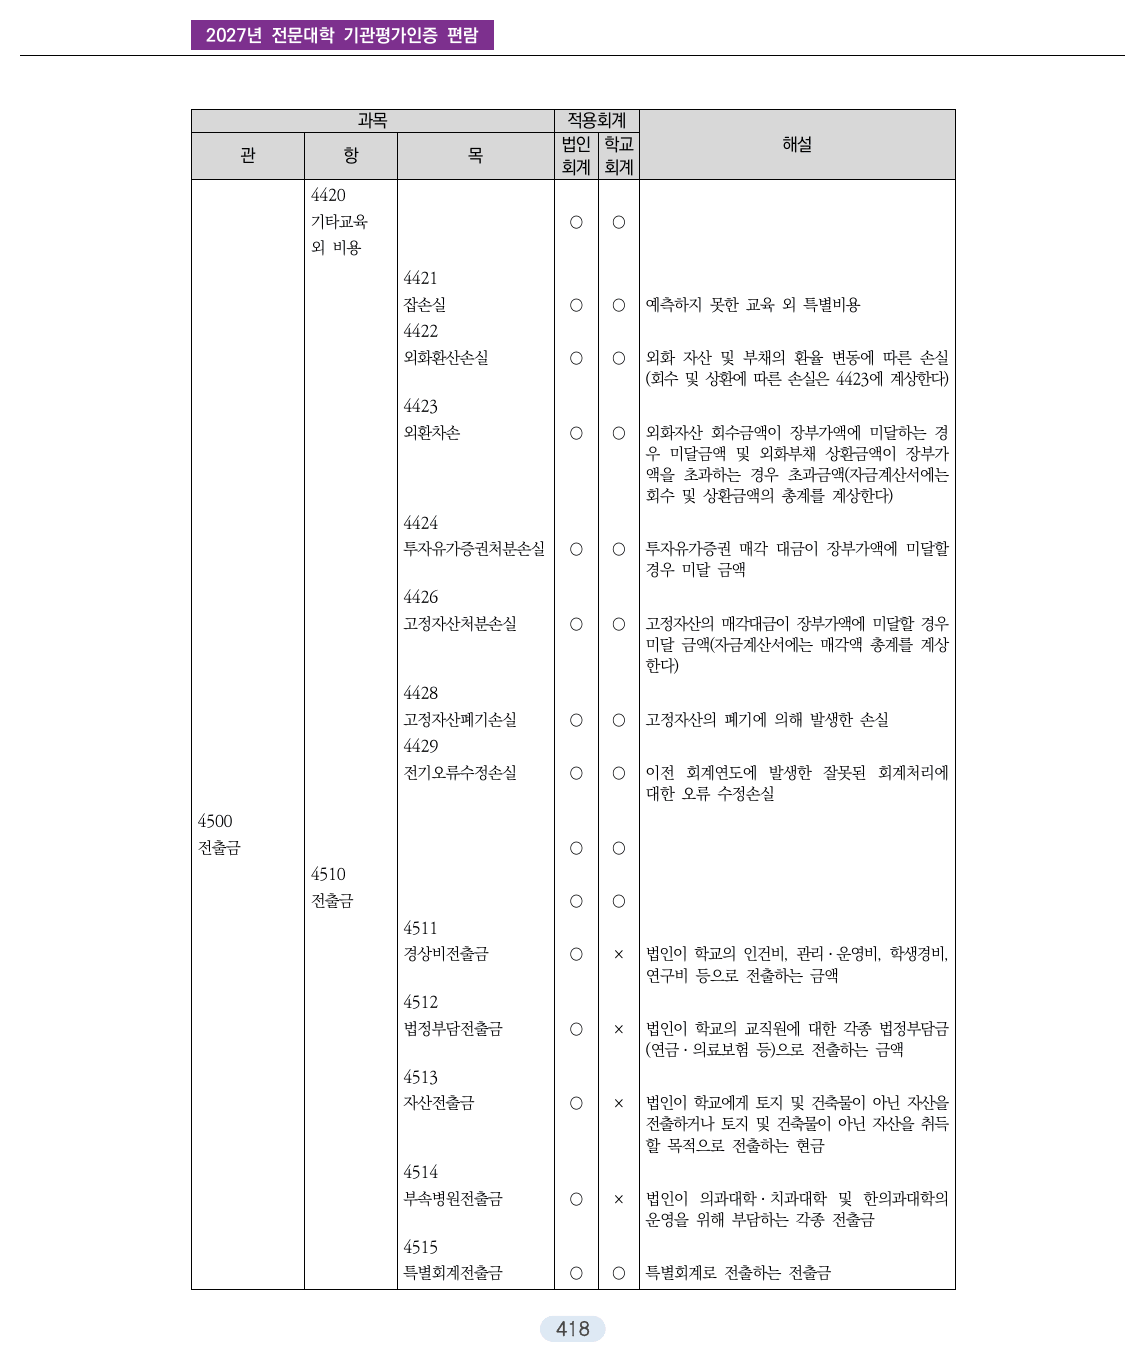 2027년 전문대학 기관평가인증 편람
과목 적용회계 해설
관 항 목 법인 학교
회계 회계
4420
기타교육 ○ ○
외 비용
4421
잡손실 ○ ○ 예측하지 못한 교육 외 특별비용
4422
외화환산손실 ○ ○ 외화 자산 및 부채의 환율 변동에 따른 손실
(회수 및 상환에 따른 손실은 4423에 계상한다)
4423
외환차손 ○ ○ 외화자산 회수금액이 장부가액에 미달하는 경
우 미달금액 및 외화부채 상환금액이 장부가
액을 초과하는 경우 초과금액(자금계산서에는
회수 및 상환금액의 총계를 계상한다)
4424
투자유가증권처분손실 ○ ○ 투자유가증권 매각 대금이 장부가액에 미달할
경우 미달 금액
4426
고정자산처분손실 ○ ○ 고정자산의 매각대금이 장부가액에 미달할 경우
미달 금액(자금계산서에는 매각액 총계를 계상
한다)
4428
고정자산폐기손실 ○ ○ 고정자산의 폐기에 의해 발생한 손실
4429
전기오류수정손실 ○ ○ 이전 회계연도에 발생한 잘못된 회계처리에
대한 오류 수정손실
4500
전출금 ○ ○
4510
전출금 ○ ○
4511
경상비전출금 ○ × 법인이 학교의 인건비, 관리·운영비, 학생경비,
연구비 등으로 전출하는 금액
4512
법정부담전출금 ○ × 법인이 학교의 교직원에 대한 각종 법정부담금
(연금·의료보험 등)으로 전출하는 금액
4513
자산전출금 ○ × 법인이 학교에게 토지 및 건축물이 아닌 자산을
전출하거나 토지 및 건축물이 아닌 자산을 취득
할 목적으로 전출하는 현금
4514
부속병원전출금 ○ × 법인이 의과대학·치과대학 및 한의과대학의
운영을 위해 부담하는 각종 전출금
4515
특별회계전출금 ○ ○ 특별회계로 전출하는 전출금
418